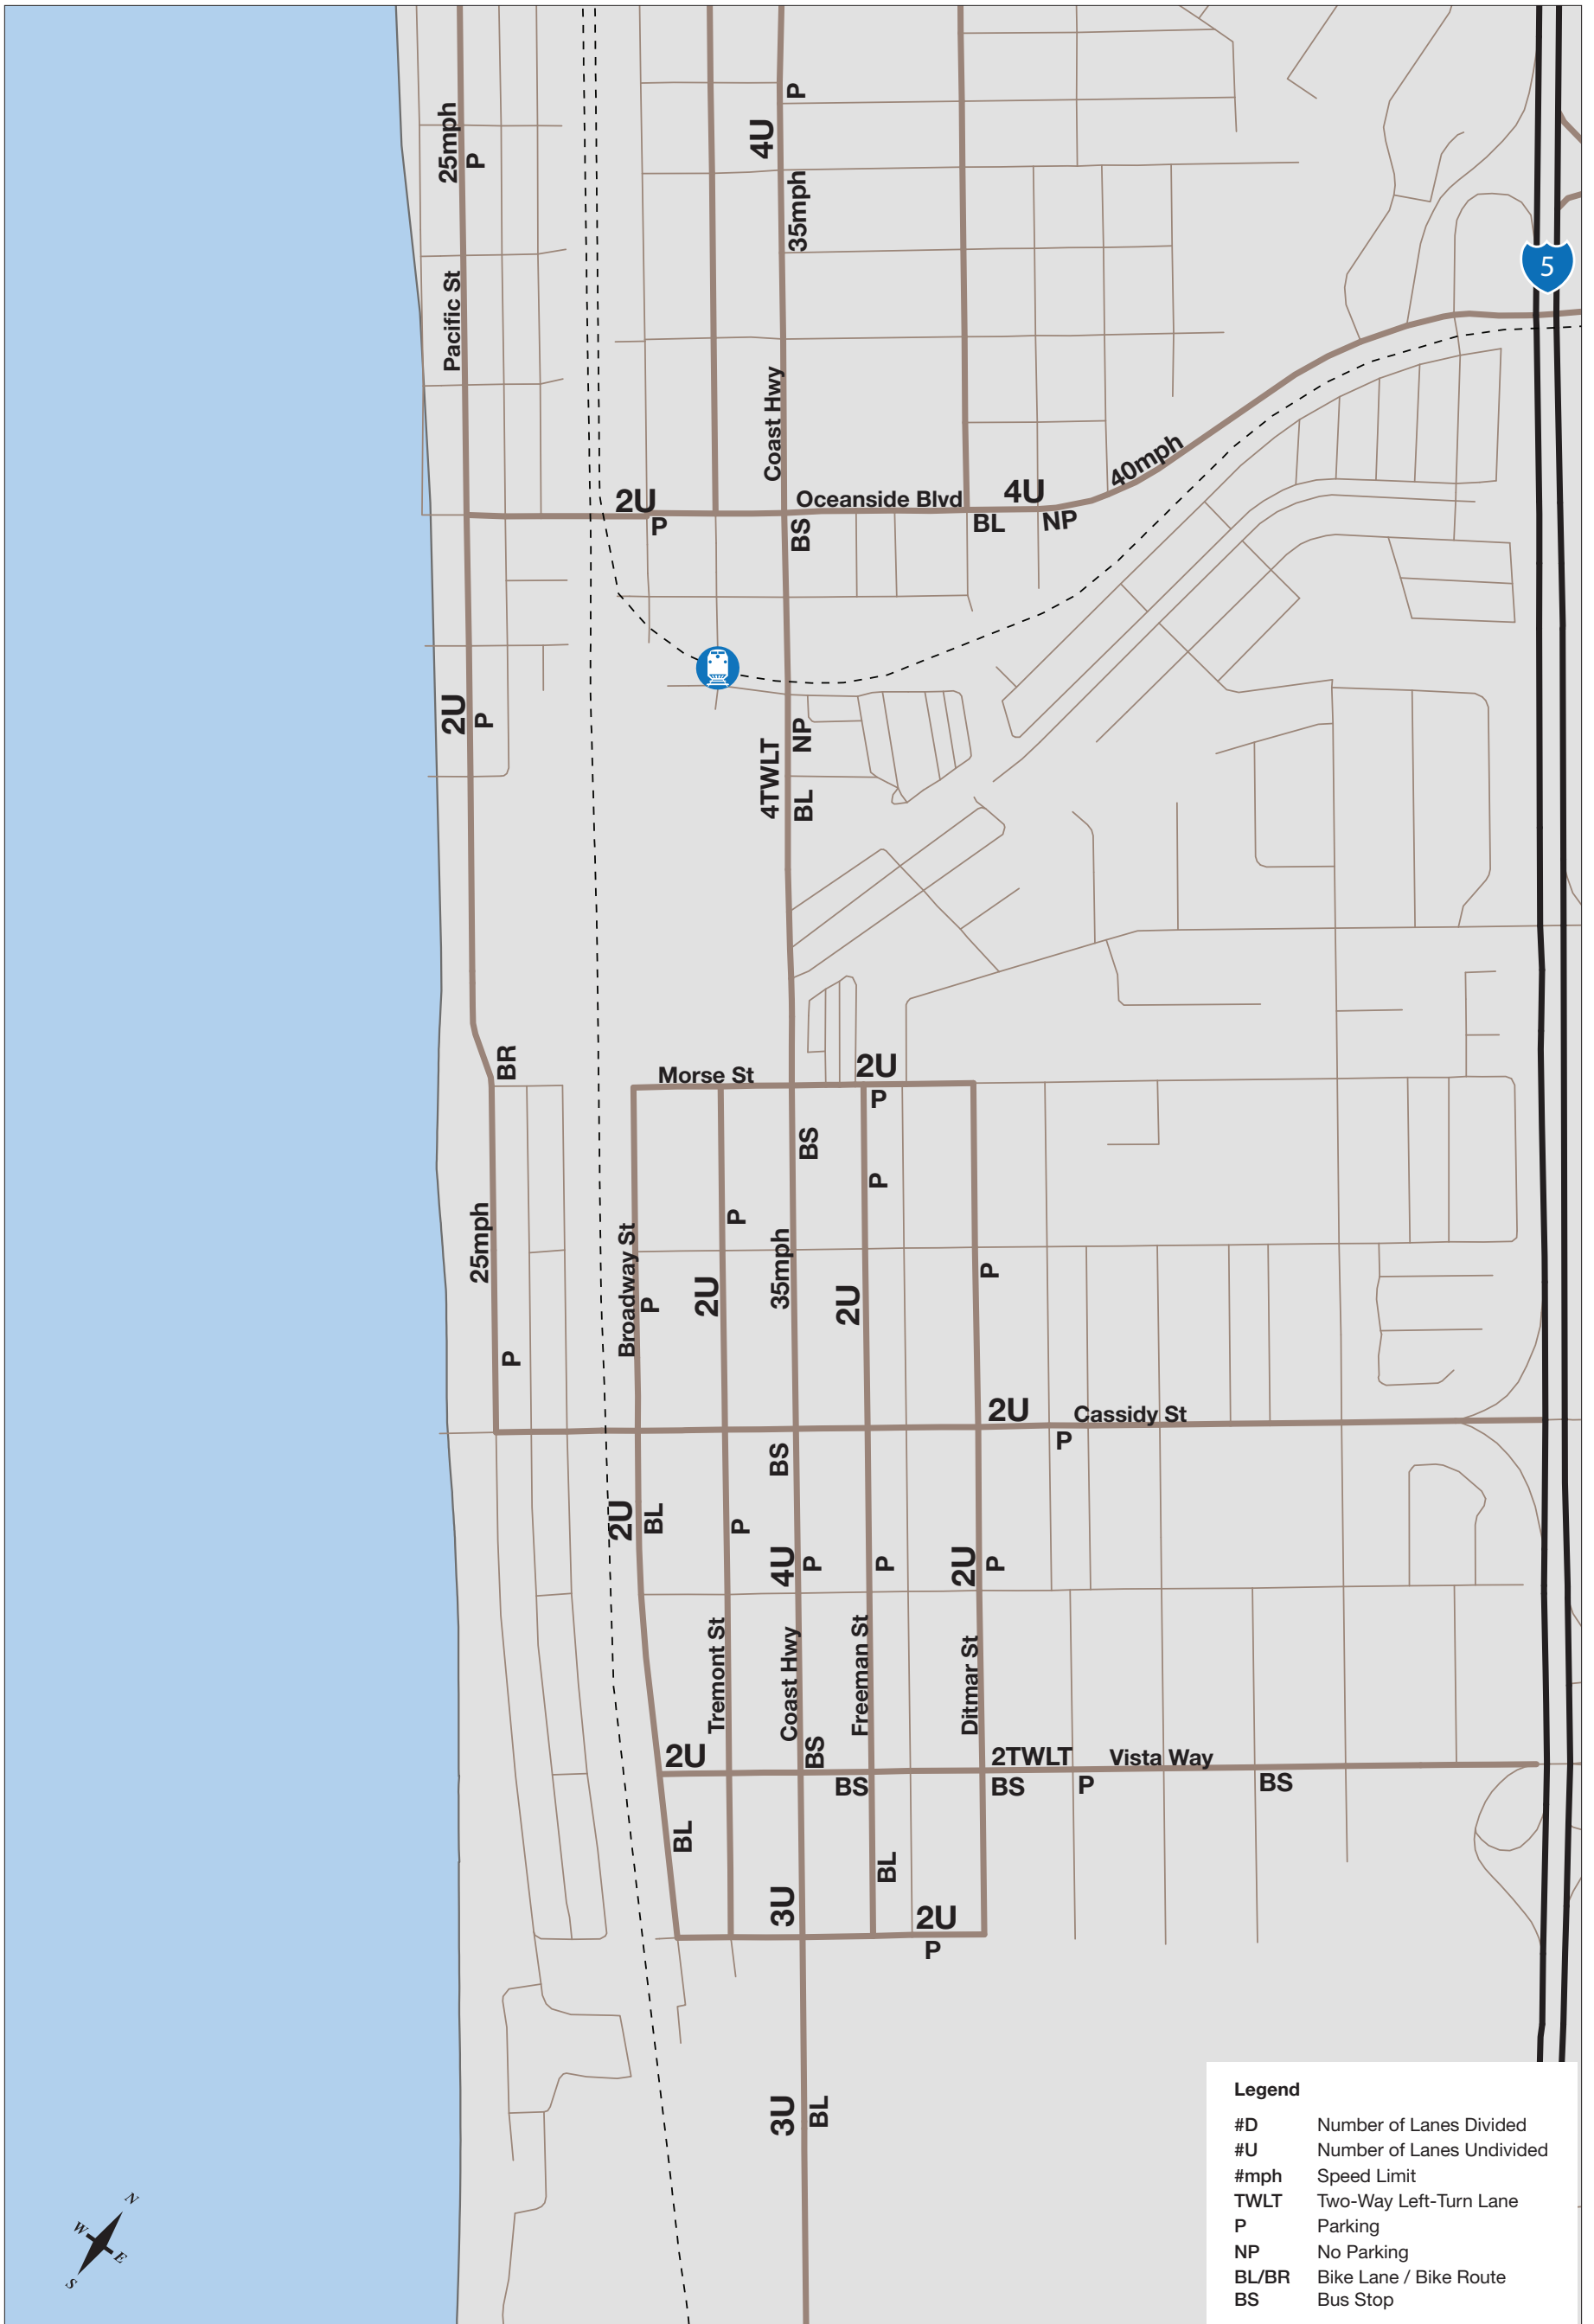 25mph
P
P
4U
35mph
Pacific St
5
Coast Hwy
40mph
2U
Oceanside Blvd
4U
P
BS
BL
NP
2U
P
NP
4TWLT
BL
BR
Morse St
2U
P
BS
P
P
25mph
Broadway St
P
2U
35mph
2U
P
P
2U
Cassidy St
P
BS
2U
BL
P
4U
P
P
2U
P
Tremont St
Coast Hwy
Freeman St
Ditmar St
2U
BS
2TWLT
Vista Way
BS
BS
P
BS
BL
BL
3U
2U
P
3U
BL
N
W
E
S
Legend
#D Number of Lanes Divided
#U Number of Lanes Undivided
#mph Speed Limit
TWLT Two-Way Left-Turn Lane
P Parking
NP No Parking
BL/BR Bike Lane / Bike Route
BS Bus Stop